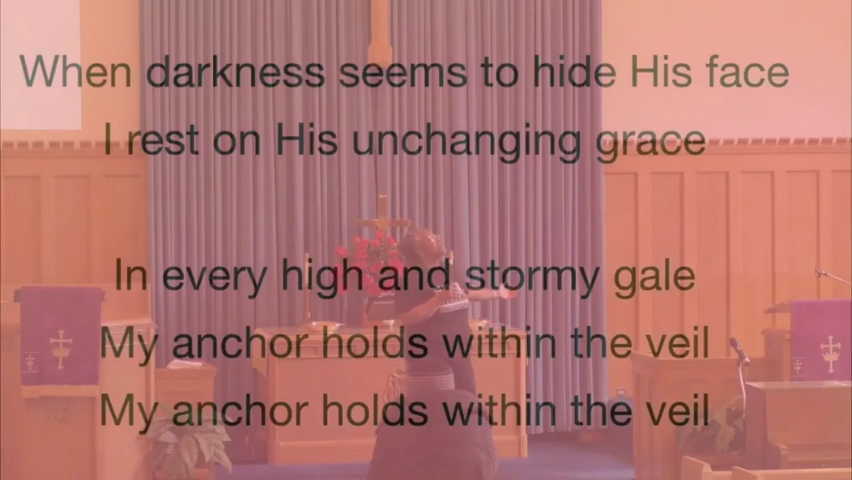 When darkness seems to hide His face
I rest on His unchanging grace
In every high and stormy gale
My anchor holds within the veil
My anchor holds within the veil